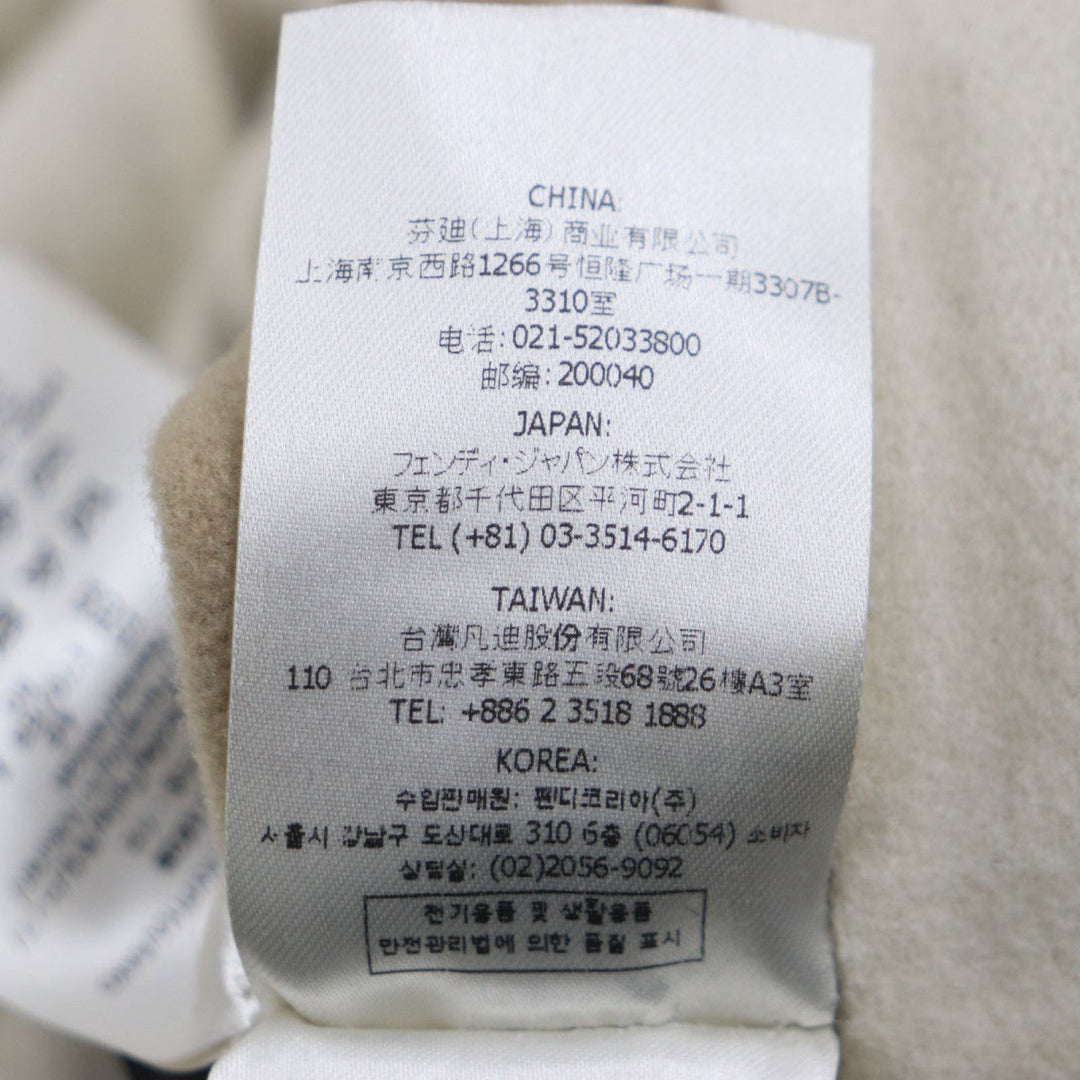 CHINA:
芬迪(上海)商业有限公司
上海南京西路1266号恒隆广场一期3307B-
3310室
电话: 021-52033800
邮编: 200040
JAPAN:
フェンディ・ジャパン株式会社
東京都千代田区平河町2-1-1
TEL (+81) 03-3514-6170
TAIWAN:
台灣凡迪股份有限公司
110 台北市忠孝東路五段68號26樓A3室
TEL: +886 2 3518 1888
KOREA:
수입판매원: 펜디코리아(주)
서울시 강남구 도산대로 310 6층 (06054) 소비자
상담실: (02)2056-9092
전기용품 및 생활용품
안전관리법에 의한 품질 표시